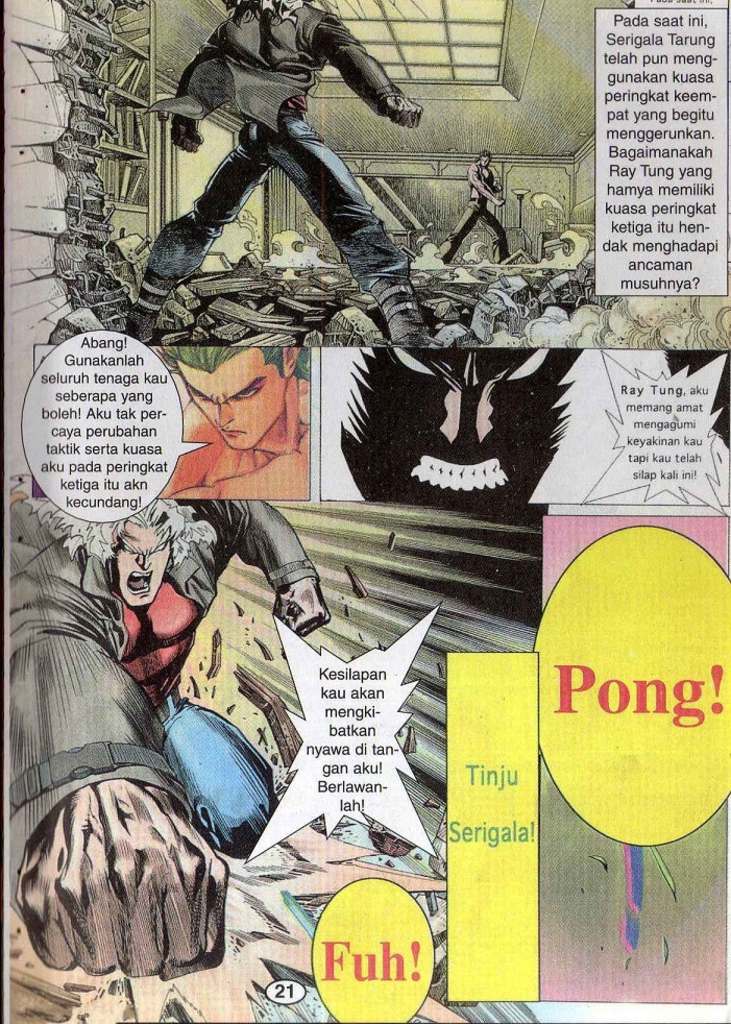 Pada saat ini,
Serigala Tarung
telah pun meng-
gunakan kuasa
peringkat keem-
pat yang begitu
menggerunkan.
Bagaimanakah
Ray Tung yang
hamya memiliki
kuasa peringkat
ketiga itu hen-
dak menghadapi
ancaman
musuhnya?
Abang!
Gunakanlah
seluruh tenaga kau
seberapa yang
boleh! Aku tak per-
caya perubahan
taktik serta kuasa
aku pada peringkat
ketiga itu akn
kecundang!
Ray Tung, aku
memang amat
mengagumi
keyakinan kau
tapi kau telah
silap kali ini!
Kesilapan
kau akan
mengki-
batkan
nyawa di tan-
gan aku!
Berlawan-
lah!
Tinju
Serigala!
Pong!
Fuh!
21